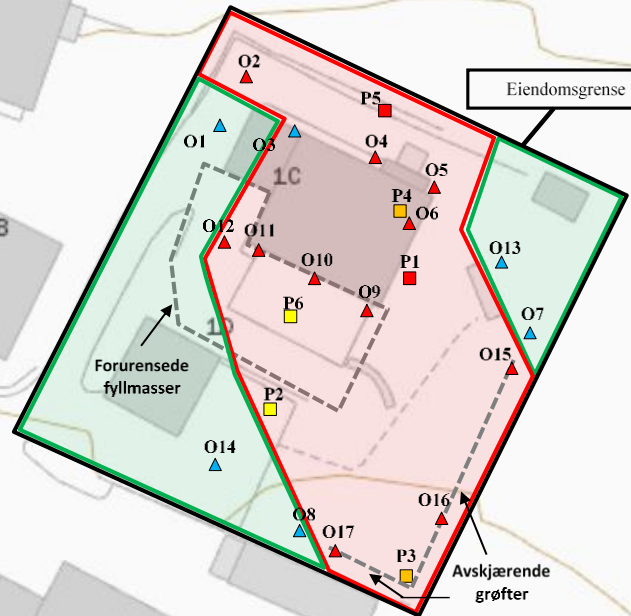 O2
P5
Eiendomsgrense
O1
O3
O4
1C
O5
P4
O6
O12
O11
O13
O10
P1
O9
P6
O7
1D
O15
Forurensede
fyllmasser
P2
O14
O16
O8
O17
P3
Avskjærende
grøfter